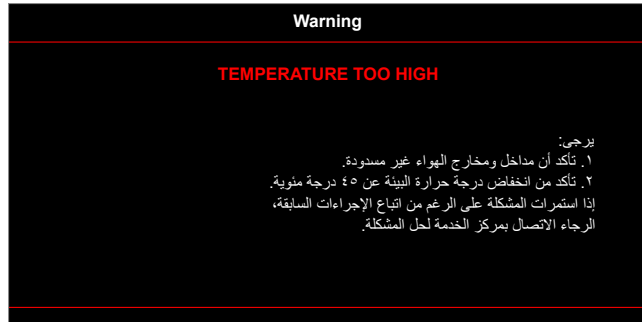 Warning
TEMPERATURE TOO HIGH
يرجى:
١. تأكد أن مداخل ومخارج الهواء غير مسدودة.
٢. تأكد من انخفاض درجة حرارة البيئة عن ٤٥ درجة مئوية.
إذا استمرات المشكلة على الرغم من اتباع الإجراءات السابقة،
الرجاء الاتصال بمركز الخدمة لحل المشكلة.